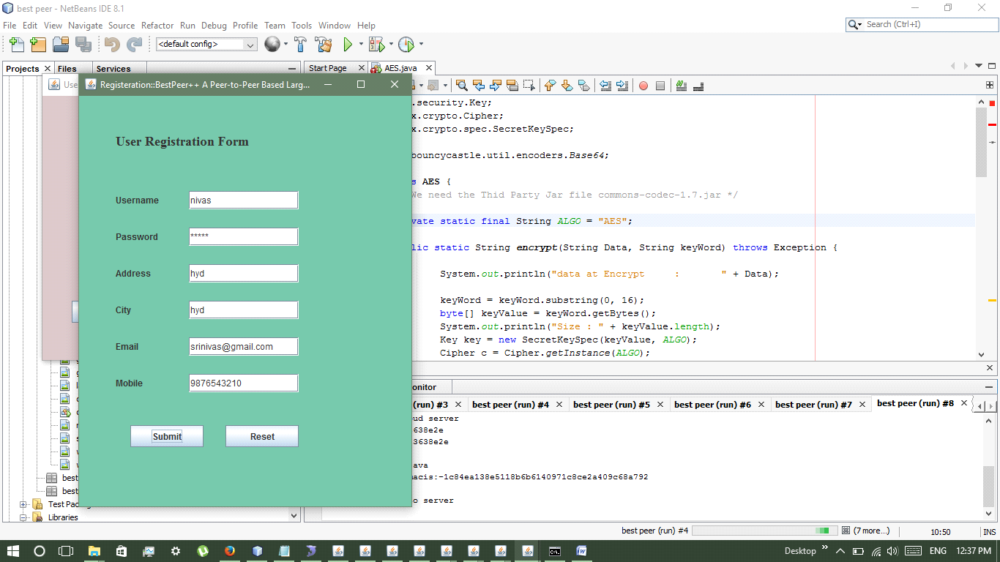 best peer - NetBeans IDE 8.1
File Edit View Navigate Source Refactor Run Debug Profile Team Tools Window Help
Search (Ctrl+I)
<default config>
Projects Files Services
Start Page AES.java
Use
Registeration::BestPeer++ A Peer-to-Peer Based Larg...
User Registration Form
Username nivas
Password *****
Address hyd
City hyd
Email srinivas@gmail.com
Mobile 9876543210
Submit Reset
best
best
Test Packag
Libraries
.security.Key;
x.crypto.Cipher;
x.crypto.spec.SecretKeySpec;
bouncycastle.util.encoders.Base64;
s AES {
We need the Thid Party Jar file commons-codec-1.7.jar */
vate static final String ALGO = "AES";
lic static String encrypt(String Data, String keyWord) throws Exception {
System.out.println("data at Encrypt     :        " + Data);
keyWord = keyWord.substring(0, 16);
byte[] keyValue = keyWord.getBytes();
System.out.println("Size : " + keyValue.length);
Key key = new SecretKeySpec(keyValue, ALGO);
Cipher c = Cipher.getInstance(ALGO);
onitor
(run) #3 best peer (run) #4 best peer (run) #5 best peer (run) #6 best peer (run) #7 best peer (run) #8
ud server
638e2e
3638e2e
ava
macis:-1c84ea138e5118b6b6140971c8ce2a409c68a792
o server
best peer (run) #4 (7 more...) 10:50 INS
Desktop ENG 12:37 PM